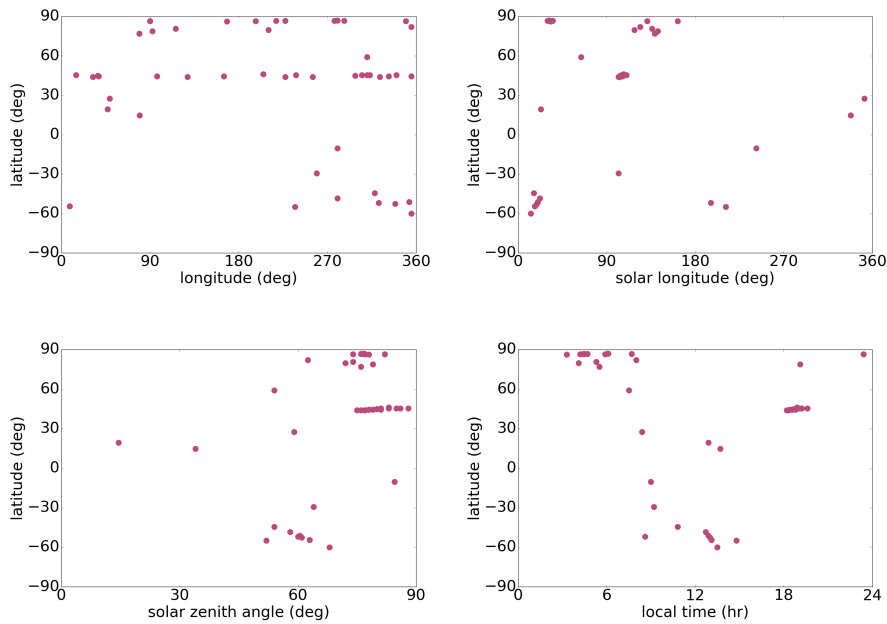 90
60
30
0
−30
−60
−90
latitude (deg)
0 90 180 270 360
longitude (deg)
90
60
30
0
−30
−60
−90
latitude (deg)
0 90 180 270 360
solar longitude (deg)
90
60
30
0
−30
−60
−90
latitude (deg)
0 30 60 90
solar zenith angle (deg)
90
60
30
0
−30
−60
−90
latitude (deg)
0 6 12 18 24
local time (hr)